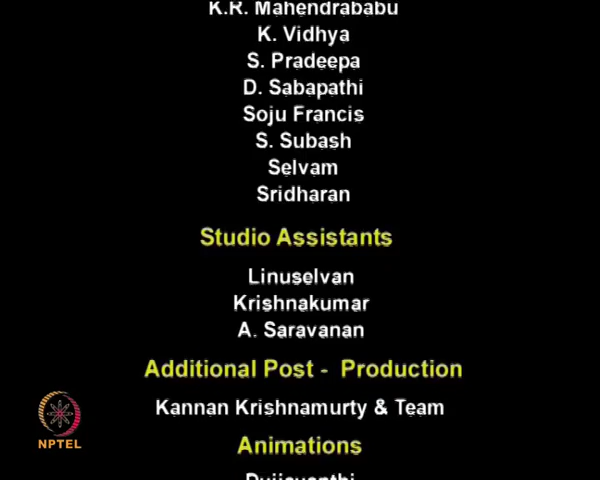 K.R. Mahendrababu
K. Vidhya
S. Pradeepa
D. Sabapathi
Soju Francis
S. Subash
Selvam
Sridharan
Studio Assistants
Linuselvan
Krishnakumar
A. Saravanan
Additional Post - Production
Kannan Krishnamurty & Team
NPTEL
Animations